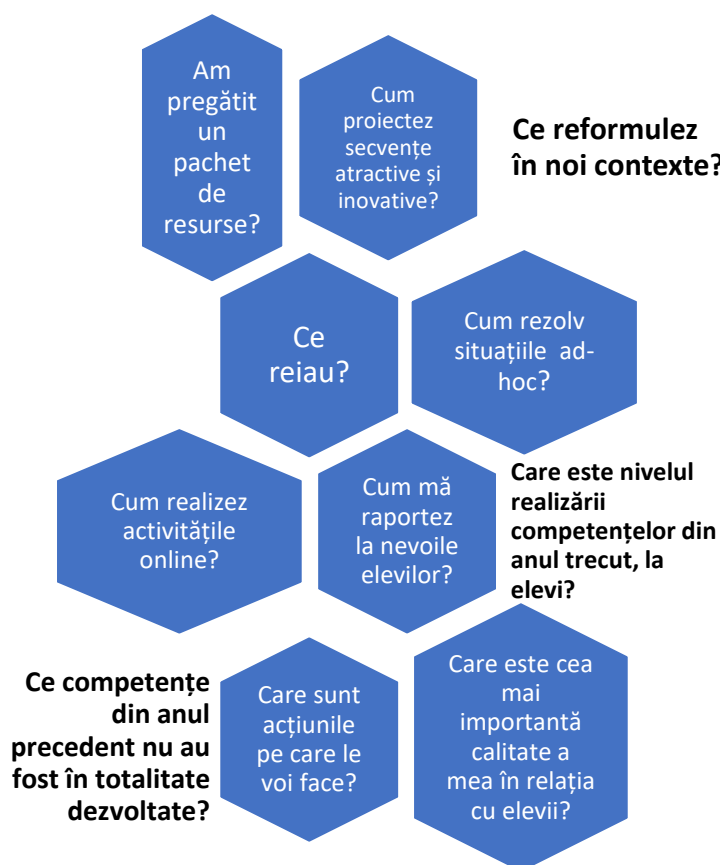 Am
pregătit
un
pachet
de
resurse?
Cum
proiectez
secvențe
atractive și
inovative?
Ce reformulez
în noi contexte?
Ce
reiau?
Cum rezolv
situațiile ad-
hoc?
Cum realizez
activitățile
online?
Cum mă
raportez
la nevoile
elevilor?
Care este nivelul
realizării
competențelor din
anul trecut, la
elevi?
Ce competențe
din anul
precedent nu au
fost în totalitate
dezvoltate?
Care sunt
acțiunile
pe care le
voi face?
Care este cea
mai
importantă
calitate a
mea în relația
cu elevii?